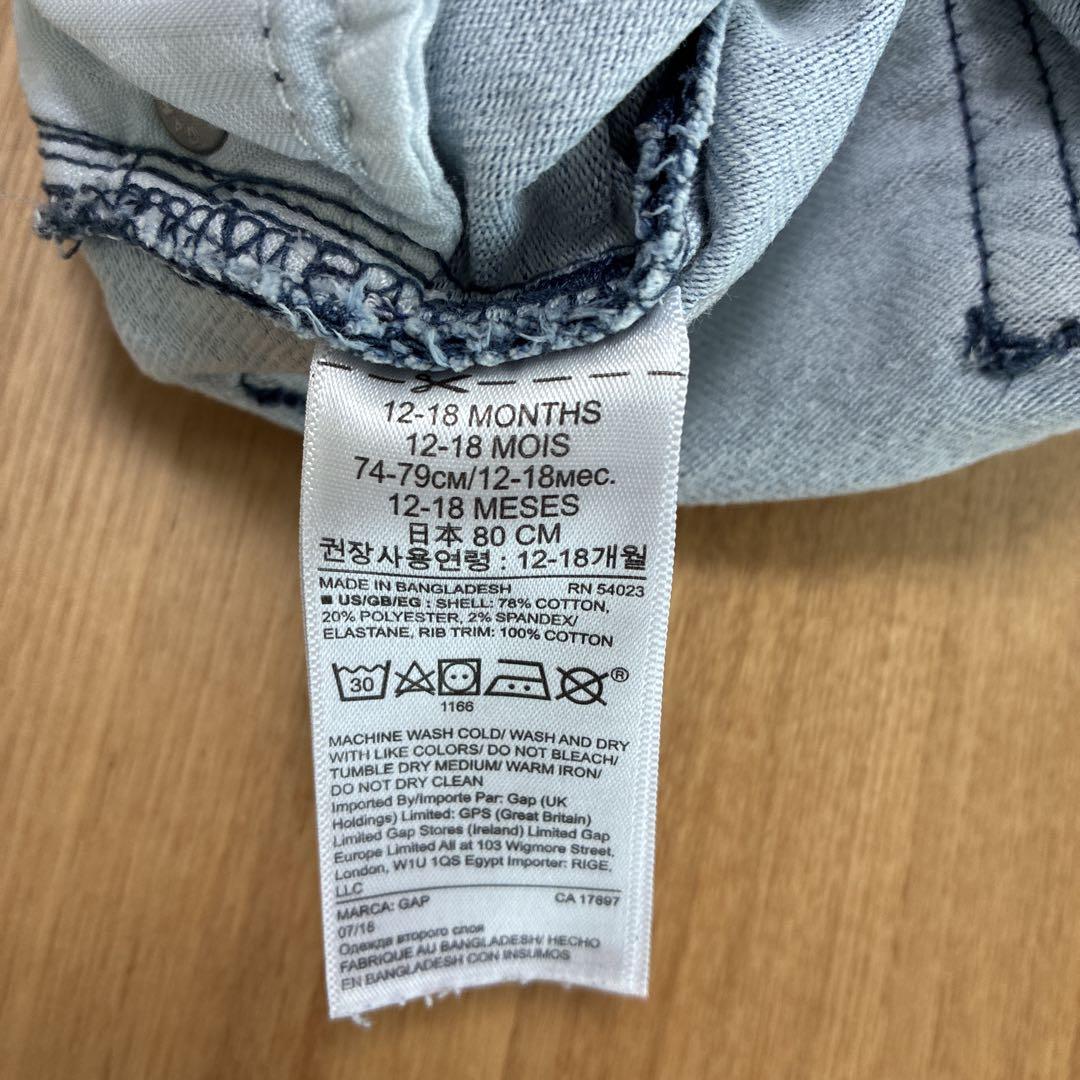 12-18 MONTHS
12-18 MOIS
74-79см/12-18мес.
12-18 MESES
日本 80 CM
권장사용연령 : 12-18개월
MADE IN BANGLADESH RN 54023
■ US/GB/EG : SHELL: 78% COTTON,
20% POLYESTER, 2% SPANDEX/
ELASTANE, RIB TRIM: 100% COTTON
30 ®
1166
MACHINE WASH COLD/ WASH AND DRY
WITH LIKE COLORS/ DO NOT BLEACH/
TUMBLE DRY MEDIUM/ WARM IRON/
DO NOT DRY CLEAN
Imported By/Importe Par: Gap (UK
Holdings) Limited: GPS (Great Britain)
Limited Gap Stores (Ireland) Limited Gap
Europe Limited All at 103 Wigmore Street,
London, W1U 1QS Egypt Importer: RIGE,
LLC
MARCA: GAP CA 17897
07/18
Одежда второго слоя
FABRIQUE AU BANGLADESH/ HECHO
EN BANGLADESH CON INSUMOS